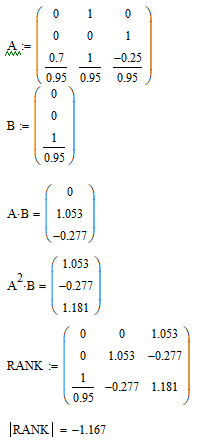 A := ( 0 1 0
0 0 1
0.7/0.95 1/0.95 −0.25/0.95 )
B := ( 0
0
1/0.95 )
A·B = ( 0
1.053
−0.277 )
A²·B = ( 1.053
−0.277
1.181 )
RANK := ( 0 0 1.053
0 1.053 −0.277
1/0.95 −0.277 1.181 )
|RANK| = −1.167